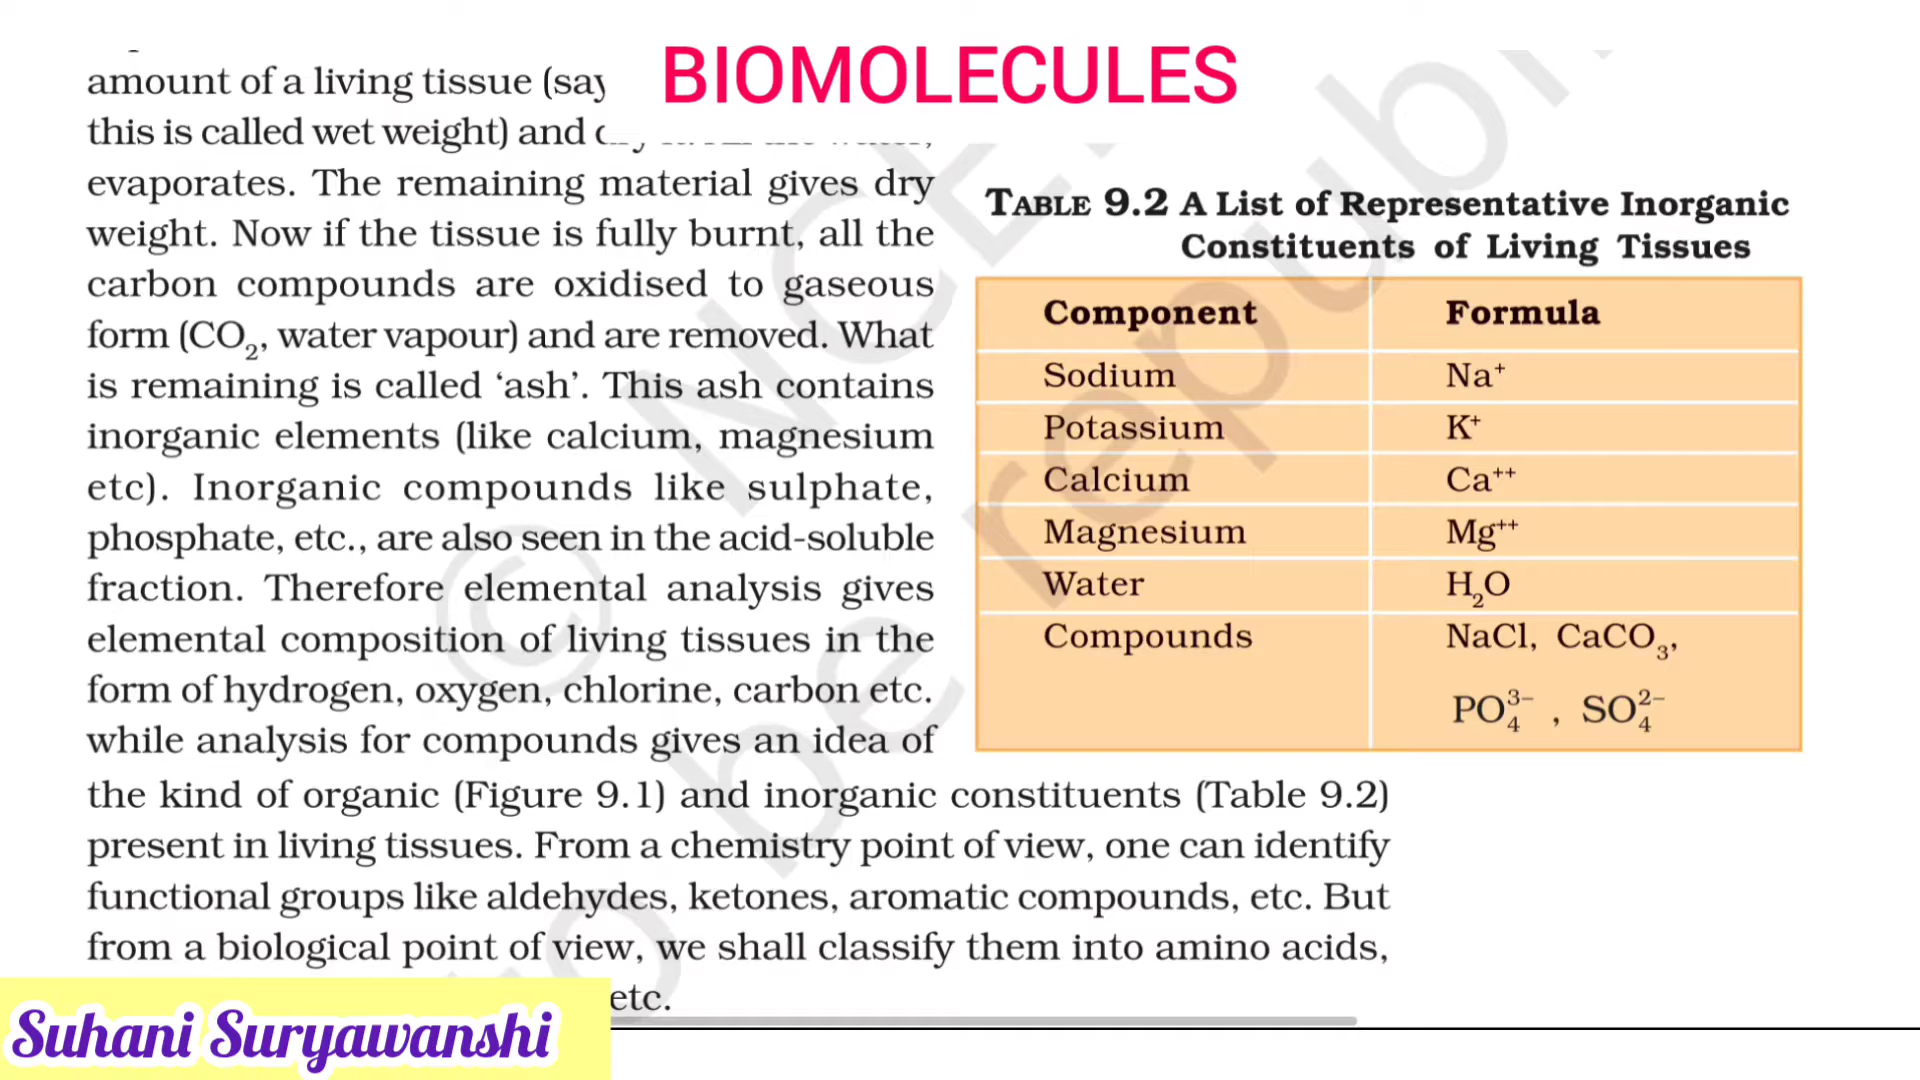 BIOMOLECULES
amount of a living tissue (say
this is called wet weight) and
evaporates. The remaining material gives dry
weight. Now if the tissue is fully burnt, all the
carbon compounds are oxidised to gaseous
form (CO₂, water vapour) and are removed. What
is remaining is called ‘ash’. This ash contains
inorganic elements (like calcium, magnesium
etc). Inorganic compounds like sulphate,
phosphate, etc., are also seen in the acid-soluble
fraction. Therefore elemental analysis gives
elemental composition of living tissues in the
form of hydrogen, oxygen, chlorine, carbon etc.
while analysis for compounds gives an idea of
the kind of organic (Figure 9.1) and inorganic constituents (Table 9.2)
present in living tissues. From a chemistry point of view, one can identify
functional groups like aldehydes, ketones, aromatic compounds, etc. But
from a biological point of view, we shall classify them into amino acids,
etc.
TABLE 9.2 A List of Representative Inorganic
Constituents of Living Tissues
Component Formula
Sodium Na⁺
Potassium K⁺
Calcium Ca⁺⁺
Magnesium Mg⁺⁺
Water H₂O
Compounds NaCl, CaCO₃,
PO₄³⁻ , SO₄²⁻
Suhani Suryawanshi